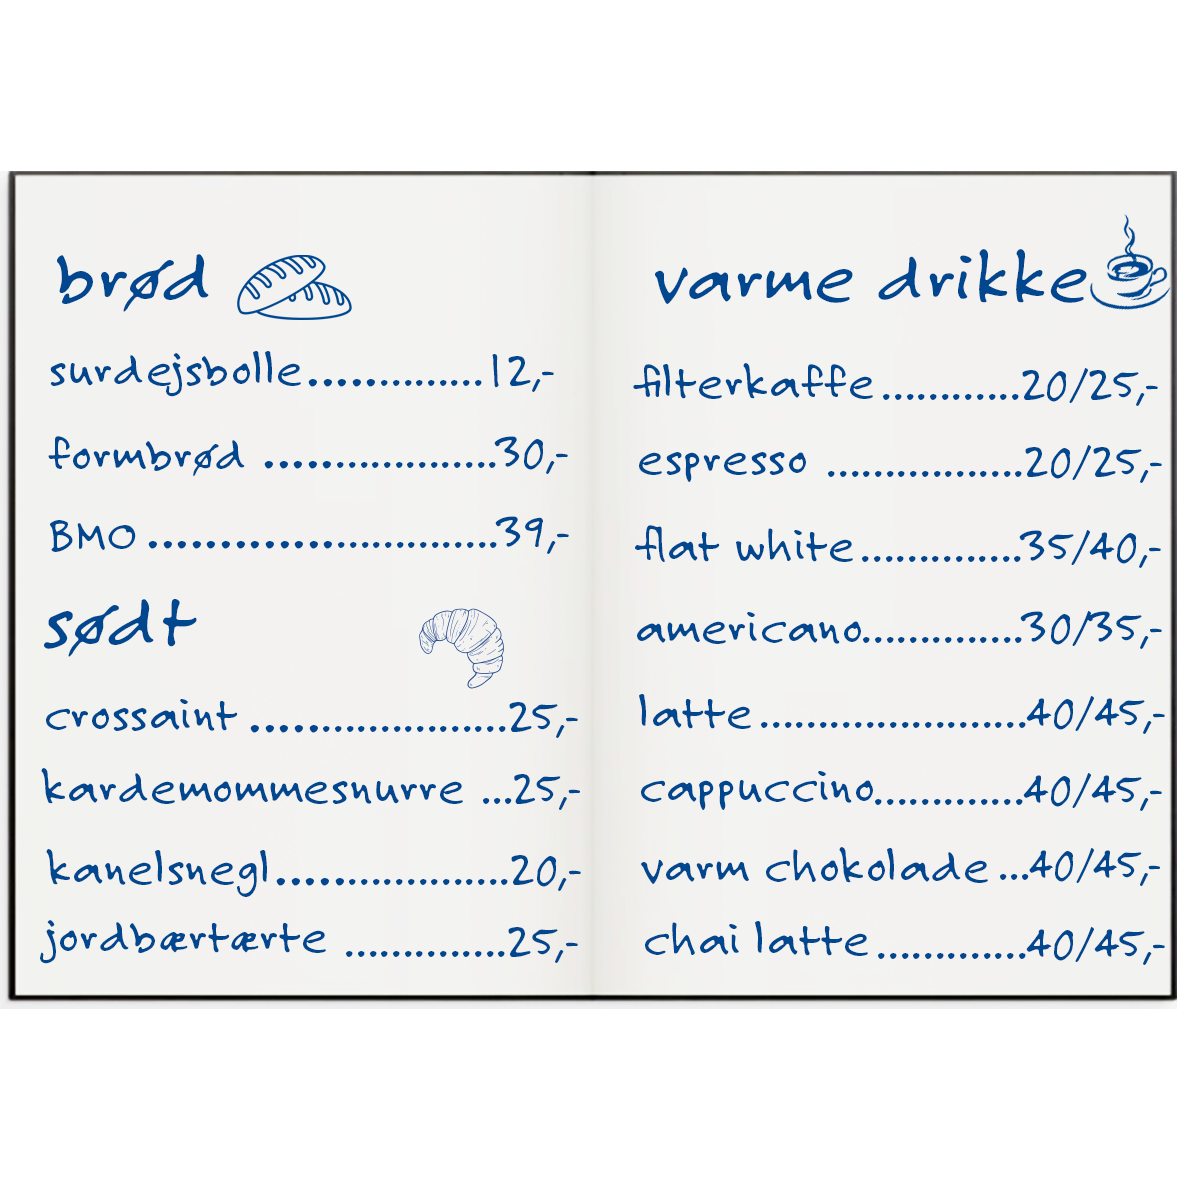 brød
surdejsbolle..............12,-
formbrød ....................30,-
BMO ..............................39,-
sødt
crossaint ......................25,-
kardemommesnurre ...25,-
kanelsnegl....................20,-
jordbærtærte ..............25,-
varme drikke
filterkaffe ............20/25,-
espresso .................20/25,-
flat white..............35/40,-
americano..............30/35,-
latte .......................40/45,-
cappuccino.............40/45,-
varm chokolade ...40/45,-
chai latte .............40/45,-